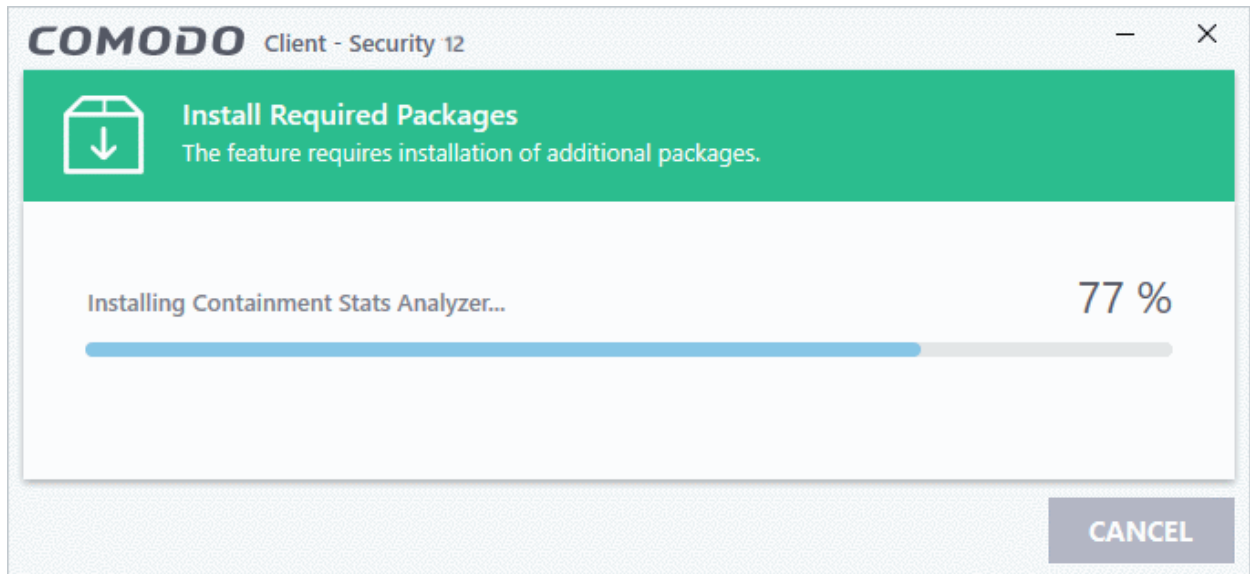 COMODO Client - Security 12
Install Required Packages
The feature requires installation of additional packages.
Installing Containment Stats Analyzer... 77 %
CANCEL